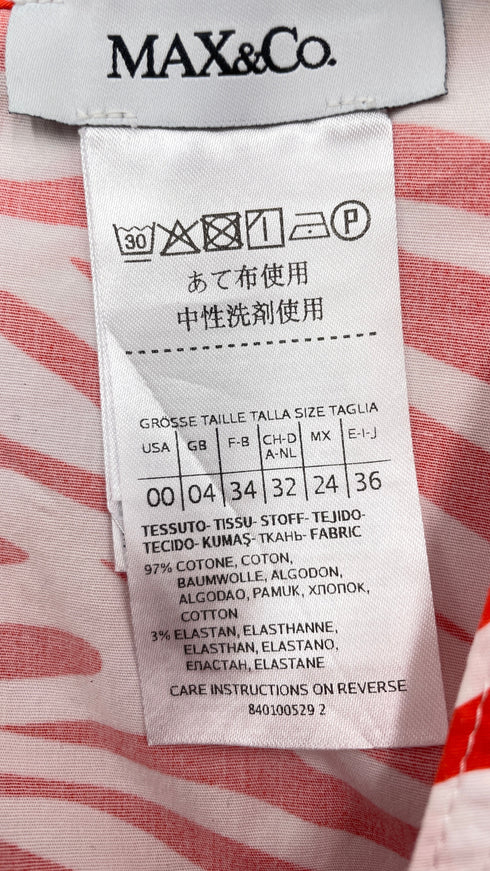 MAX&Co.
30 P
あて布使用
中性洗剤使用
GRÖSSE TAILLE TALLA SIZE TAGLIA
USA GB F-B CH-D A-NL MX E-I-J
00 04 34 32 24 36
TESSUTO- TISSU- STOFF- TEJIDO-
TECIDO- KUMAŞ- ТКАНЬ- FABRIC
97% COTONE, COTON,
BAUMWOLLE, ALGODON,
ALGODAO, PAMUK, ХЛОПОК,
COTTON
3% ELASTAN, ELASTHANNE,
ELASTHAN, ELASTANO,
ЕЛАСТАН, ELASTANE
CARE INSTRUCTIONS ON REVERSE
840100529 2